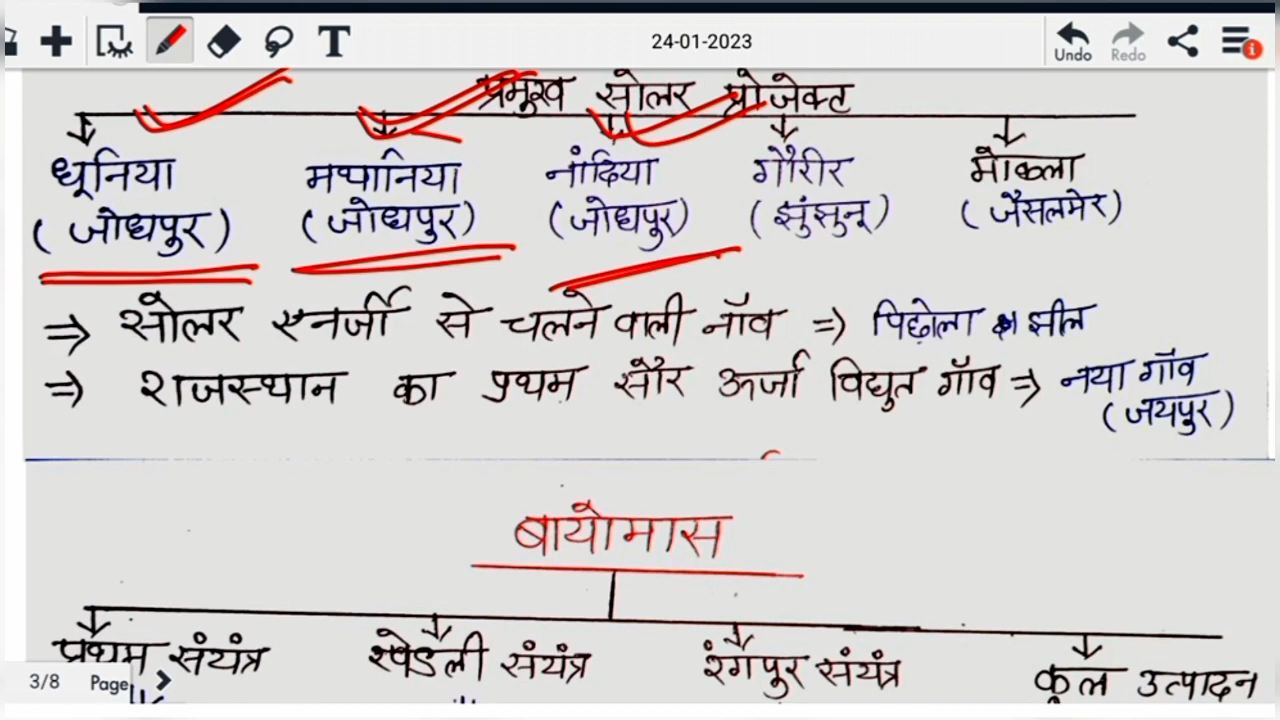 T 24-01-2023 Undo Redo
प्रमुख सोलर प्रोजेक्ट
धूनिया मथानिया नांदिया गौरीर मोकला
(जोधपुर) (जोधपुर) (जोधपुर) (झुंझुनू) (जैसलमेर)
⇒ सोलर एनर्जी से चलने वाली नॉव ⇒ पिछोला झील
⇒ राजस्थान का प्रथम सौर ऊर्जा विद्युत गॉव ⇒ नया गॉव
(जयपुर)
बायोमास
प्रथम संयंत्र खेडली संयंत्र रंगपुर संयंत्र कुल उत्पादन
3/8 Page